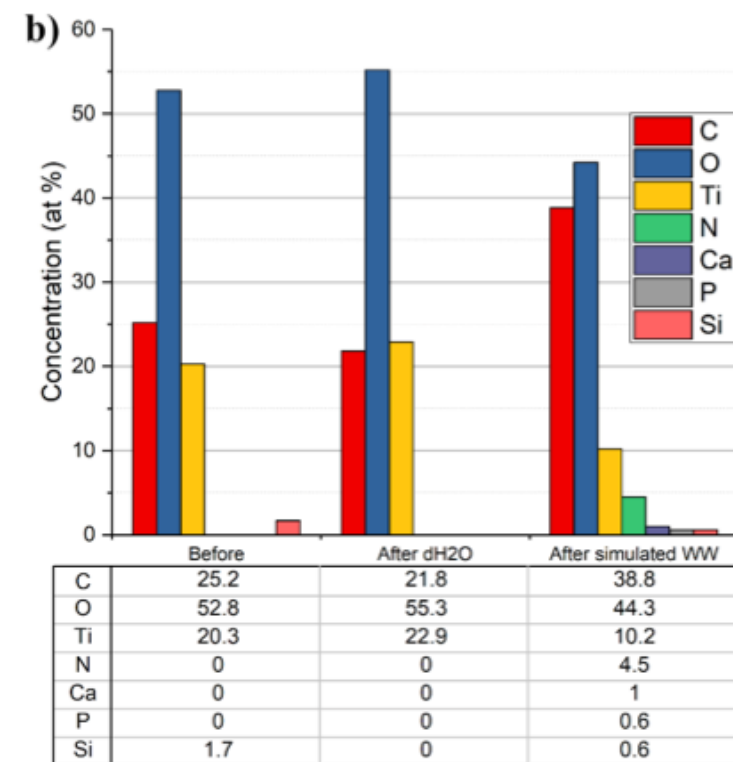 b)
60
50
40
30
20
10
0
Concentration (at %)
C
O
Ti
N
Ca
P
Si
Before After dH2O After simulated WW
C 25.2 21.8 38.8
O 52.8 55.3 44.3
Ti 20.3 22.9 10.2
N 0 0 4.5
Ca 0 0 1
P 0 0 0.6
Si 1.7 0 0.6